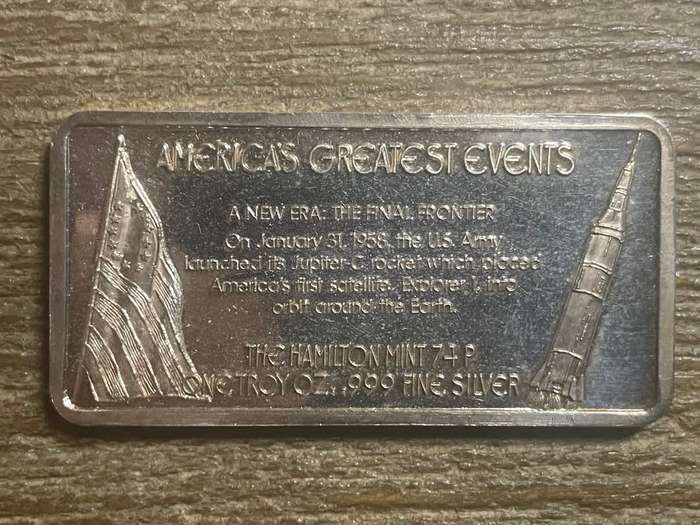 AMERICA'S GREATEST EVENTS
A NEW ERA: THE FINAL FRONTIER
On January 31, 1958, the U.S. Army
launched its Jupiter-C rocket which placed
America's first satellite, Explorer I, into
orbit around the Earth.
THE HAMILTON MINT 74 P
ONE TROY OZ. .999 FINE SILVER